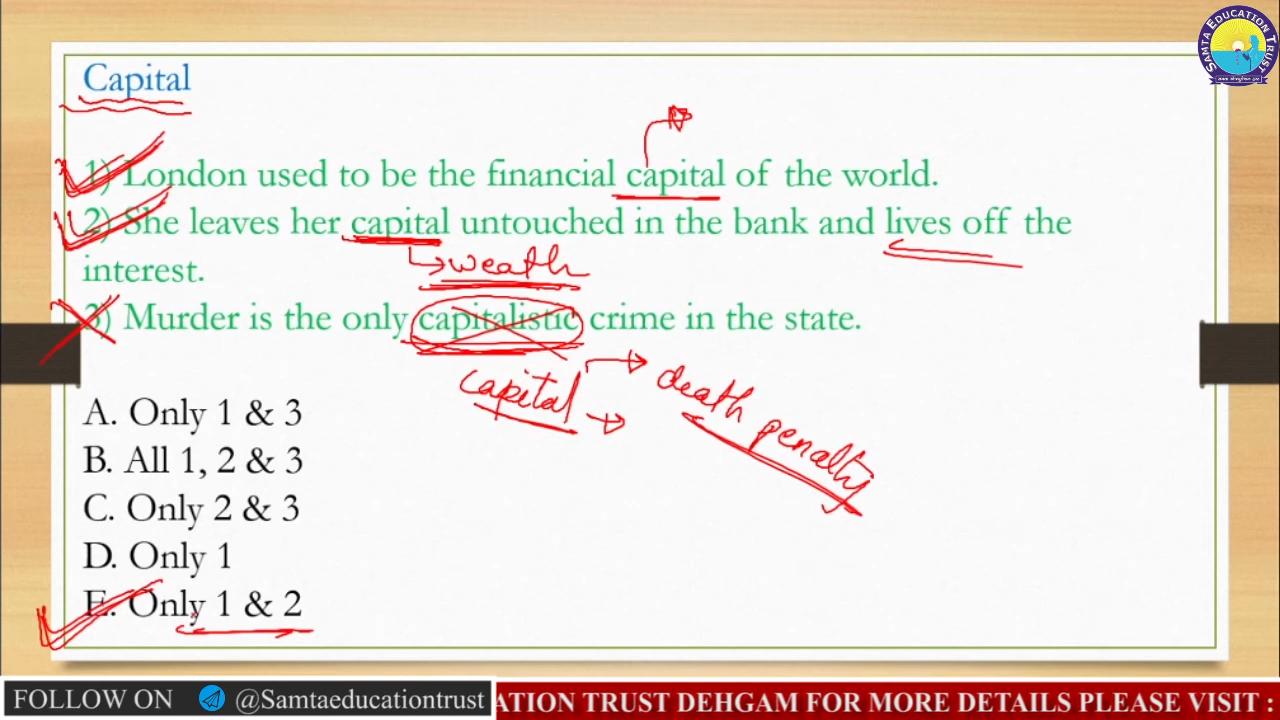 Capital
1) London used to be the financial capital of the world.
2) She leaves her capital untouched in the bank and lives off the
weath
interest.
3) Murder is the only capitalistic crime in the state.
capital
death penalty
A. Only 1 & 3
B. All 1, 2 & 3
C. Only 2 & 3
D. Only 1
E. Only 1 & 2
SAMTA EDUCATION TRUST
FOLLOW ON @Samtaeducationtrust
ATION TRUST DEHGAM FOR MORE DETAILS PLEASE VISIT :